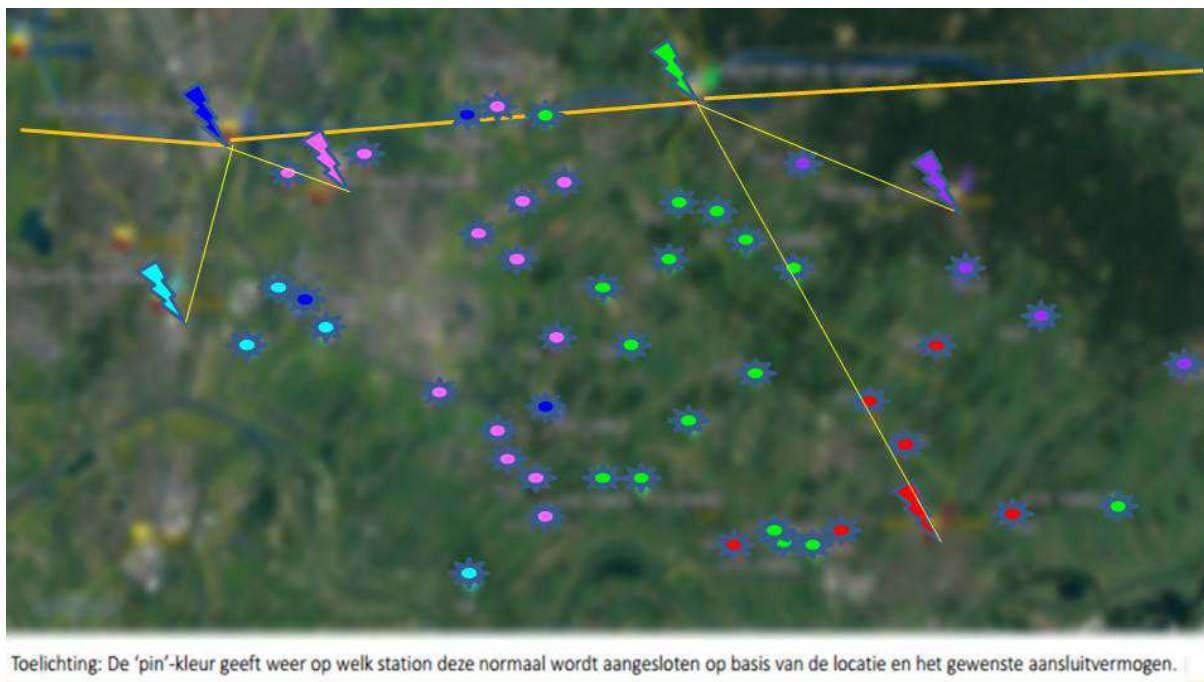 Toelichting: De 'pin'-kleur geeft weer op welk station deze normaal wordt aangesloten op basis van de locatie en het gewenste aansluitvermogen.